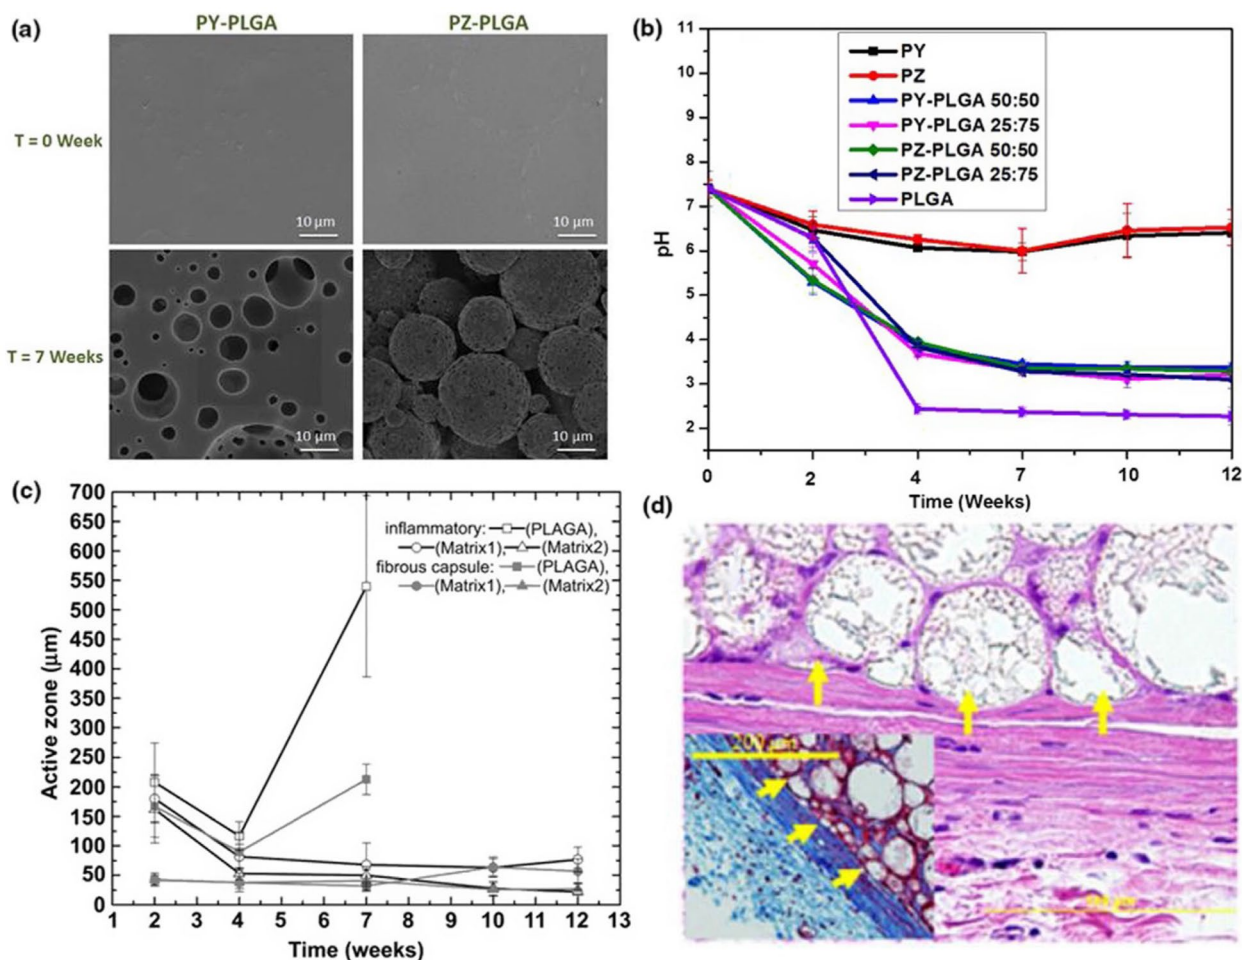 (a)
PY-PLGA
PZ-PLGA
T = 0 Week
10 µm
10 µm
T = 7 Weeks
10 µm
10 µm
(b)
PY
PZ
PY-PLGA 50:50
PY-PLGA 25:75
PZ-PLGA 50:50
PZ-PLGA 25:75
PLGA
pH
11
10
9
8
7
6
5
4
3
2
0
2
4
7
10
12
Time (Weeks)
(c)
inflammatory: (PLAGA),
(Matrix1), (Matrix2)
fibrous capsule: (PLAGA),
(Matrix1), (Matrix2)
Active zone (µm)
700
650
600
550
500
450
400
350
300
250
200
150
100
50
0
1 2 3 4 5 6 7 8 9 10 11 12 13
Time (weeks)
(d)